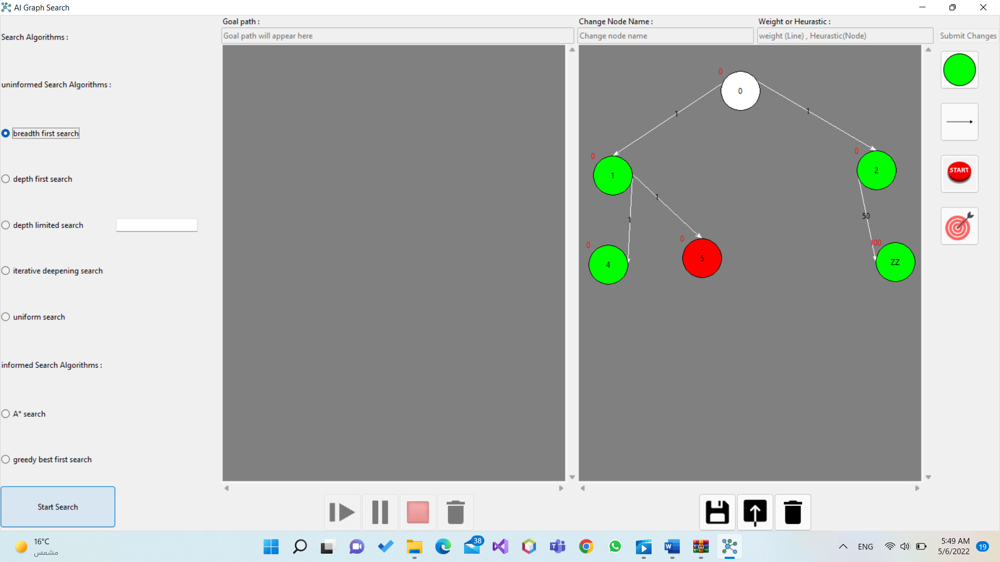 AI Graph Search
Goal path :
Change Node Name :
Weight or Heurastic :
Search Algorithms :
Goal path will appear here
Change node name
weight (Line) , Heurastic(Node)
Submit Changes
uninformed Search Algorithms :
breadth first search
depth first search
depth limited search
iterative deepening search
uniform search
informed Search Algorithms :
A* search
greedy best first search
Start Search
0
0
1
1
START
0
1
0
2
1
1
50
0
4
0
5
100
ZZ
16°C
مشمس
38
W
ENG
5:49 AM
5/6/2022
19